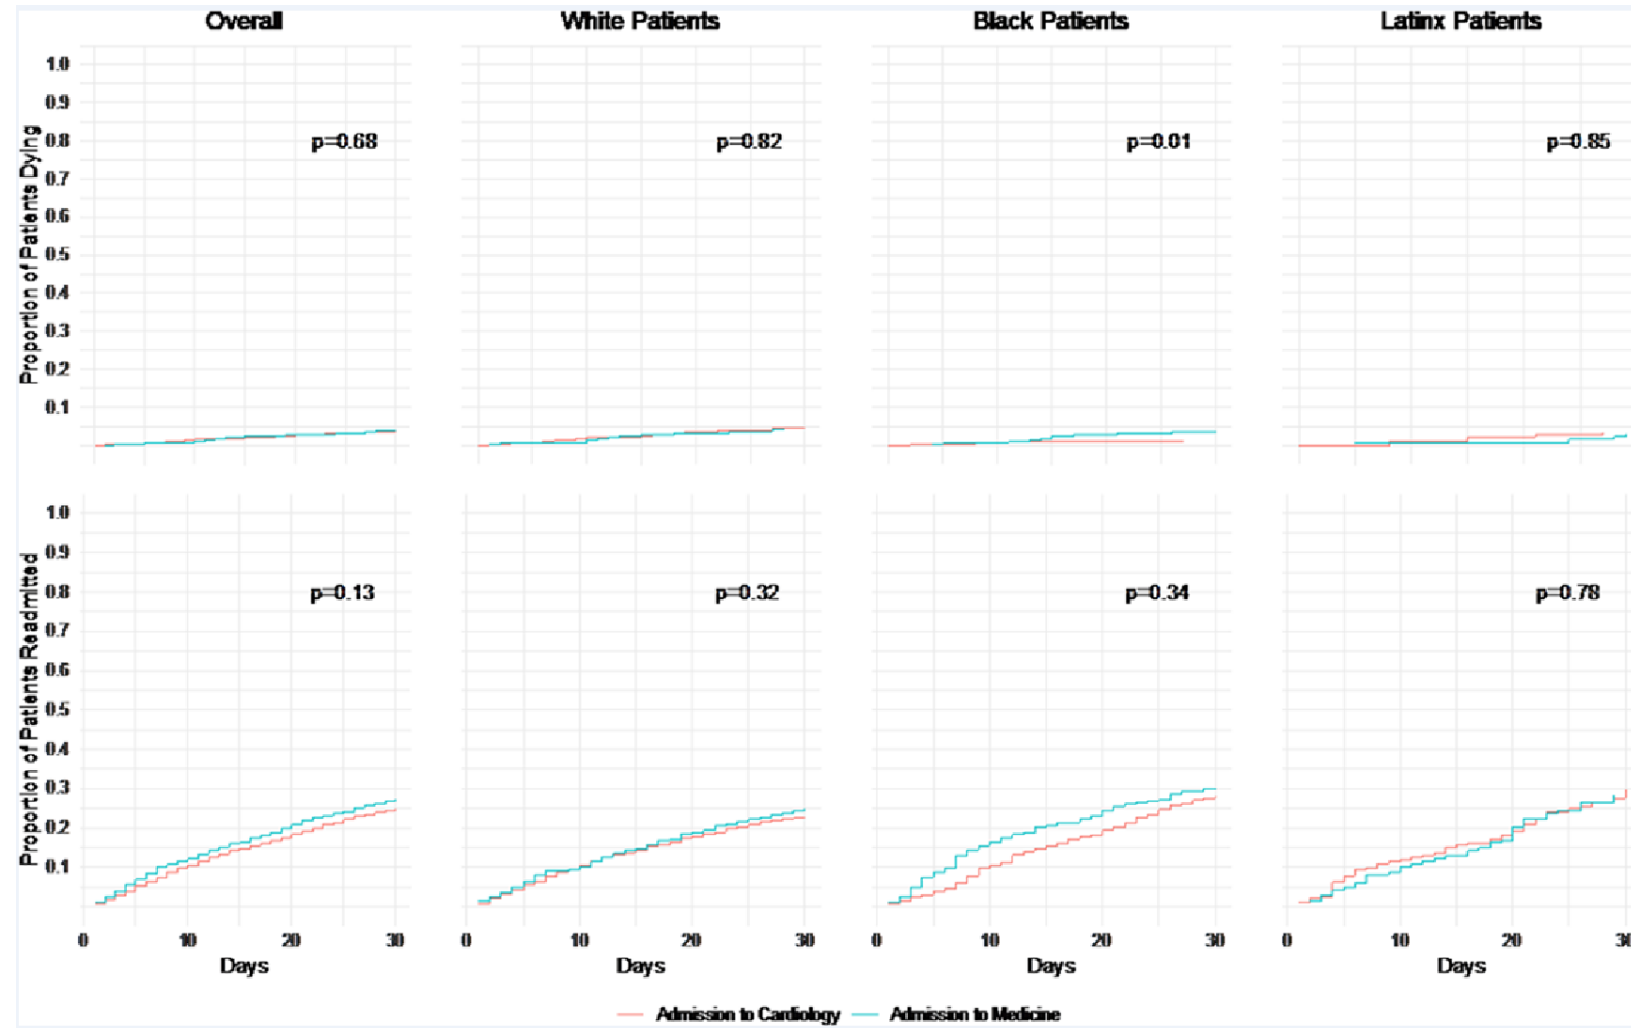 Overall White Patients Black Patients Latinx Patients
Proportion of Patients Dying
1.0
0.9
0.8
0.7
0.6
0.5
0.4
0.3
0.2
0.1
p=0.68 p=0.82 p=0.01 p=0.85
Proportion of Patients Readmitted
1.0
0.9
0.8
0.7
0.6
0.5
0.4
0.3
0.2
0.1
p=0.13 p=0.32 p=0.34 p=0.78
0 10 20 30 0 10 20 30 0 10 20 30 0 10 20
Days Days Days Days
Admission to Cardiology Admission to Medicine